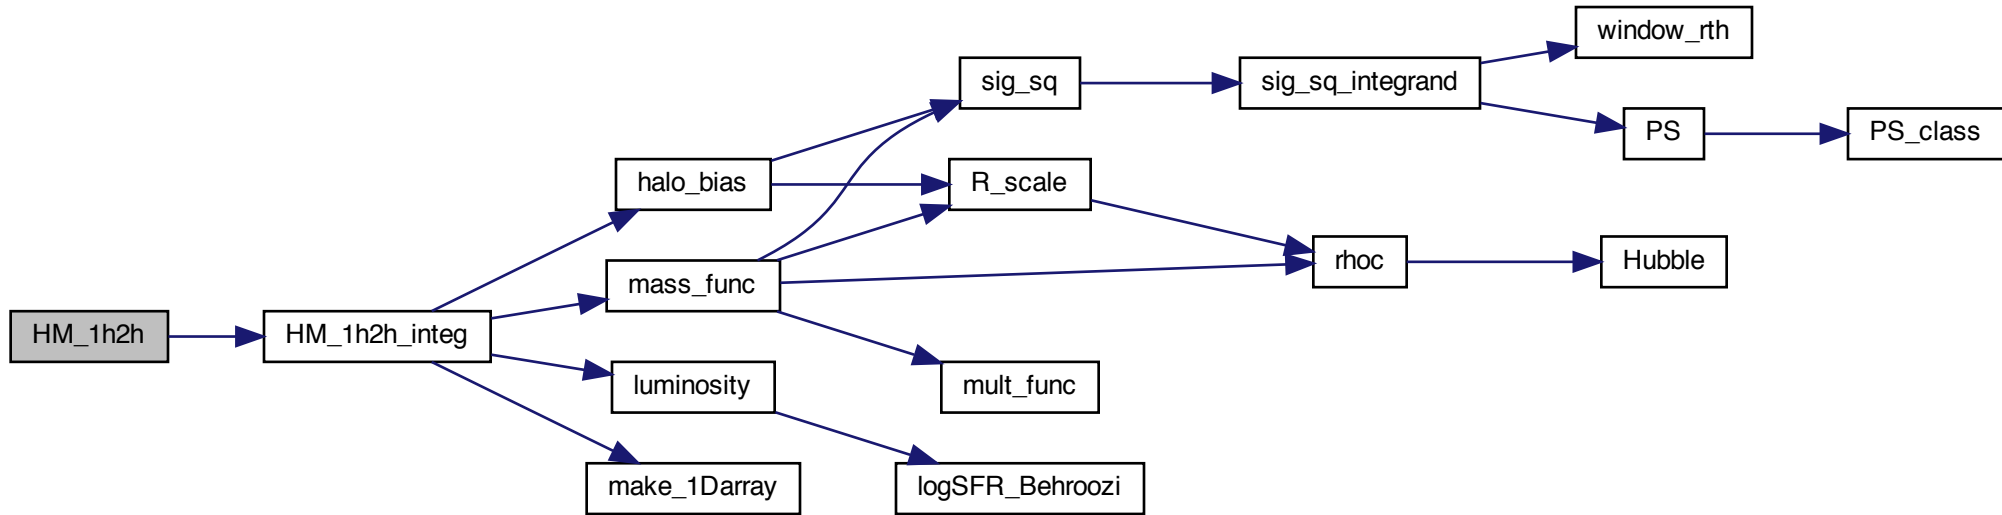 window_rth
sig_sq
sig_sq_integrand
PS
PS_class
halo_bias
R_scale
rhoc
Hubble
mass_func
HM_1h2h
HM_1h2h_integ
luminosity
mult_func
make_1Darray
logSFR_Behroozi